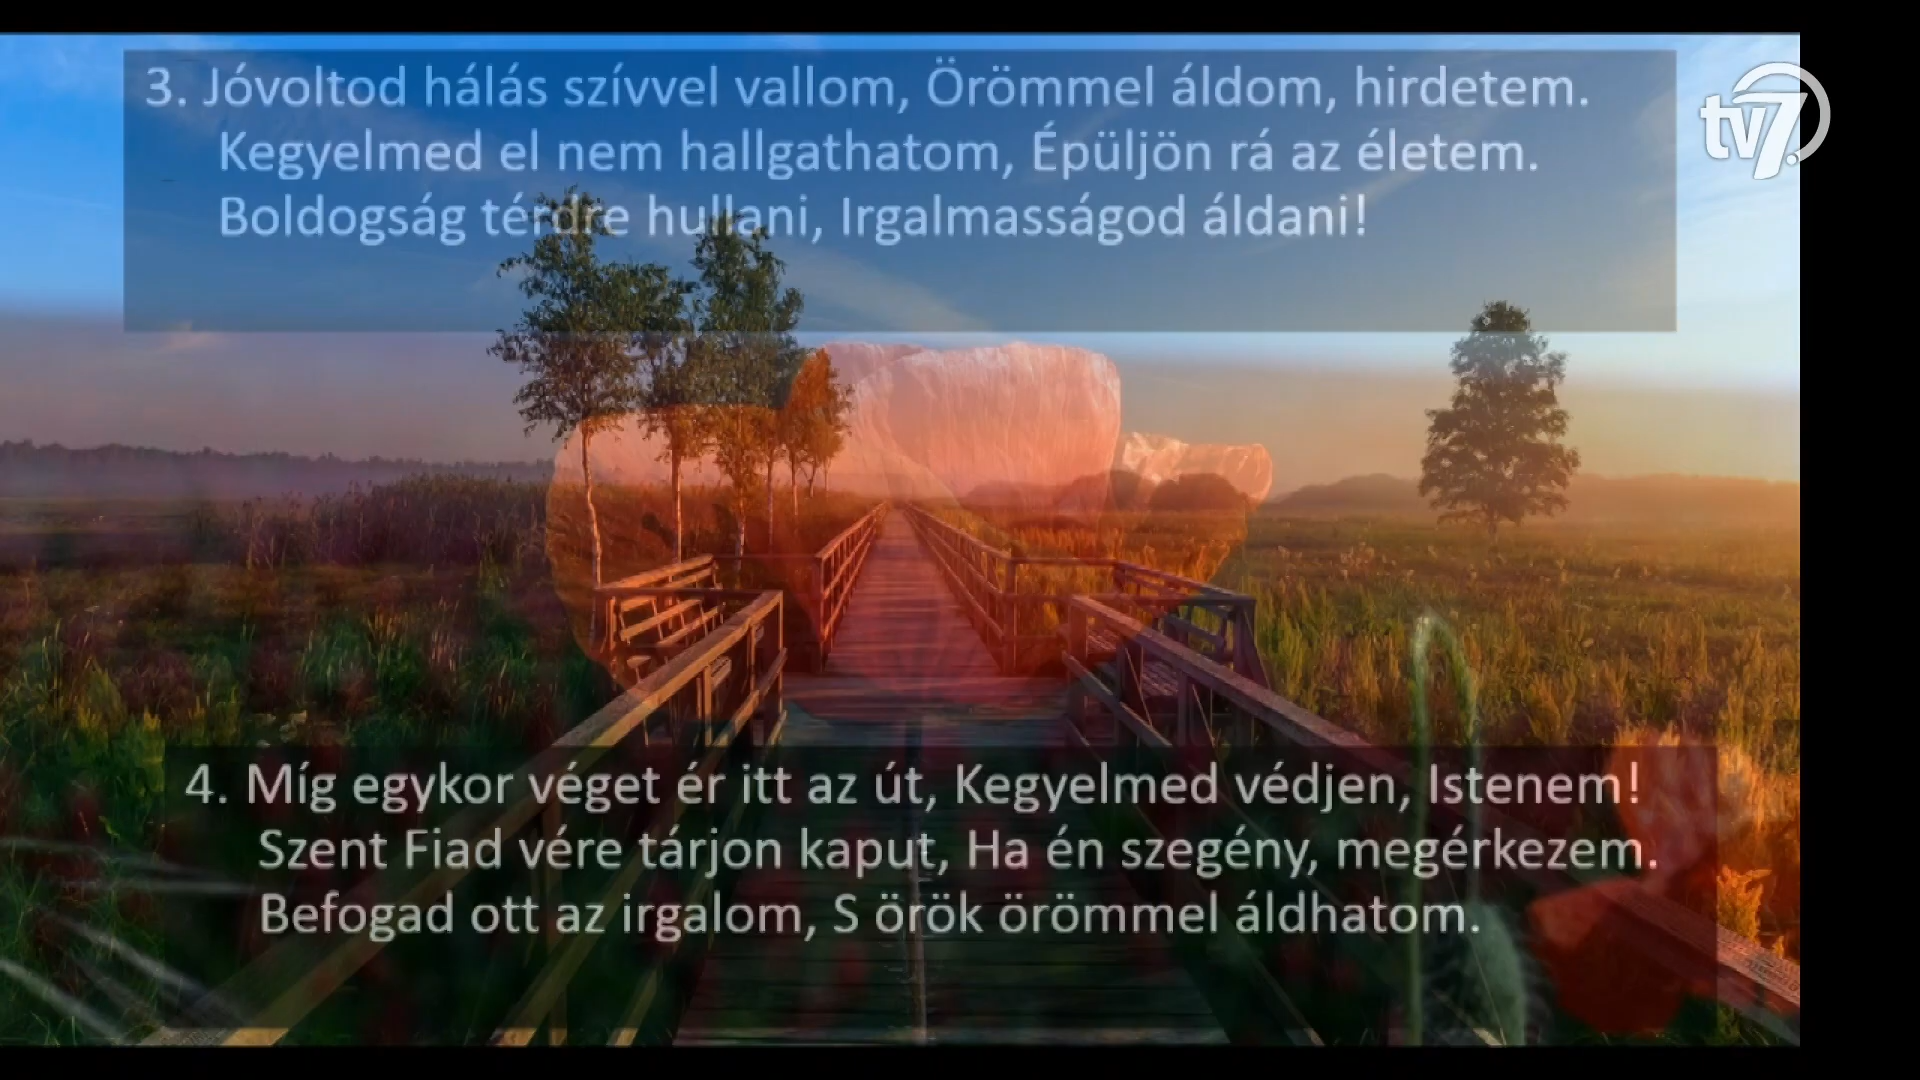 3. Jóvoltod hálás szívvel vallom, Örömmel áldom, hirdetem.
Kegyelmed el nem hallgathatom, Épüljön rá az életem.
Boldogság térdre hullani, Irgalmasságod áldani!
tv7
4. Míg egykor véget ér itt az út, Kegyelmed védjen, Istenem!
Szent Fiad vére tárjon kaput, Ha én szegény, megérkezem.
Befogad ott az irgalom, S örök örömmel áldhatom.